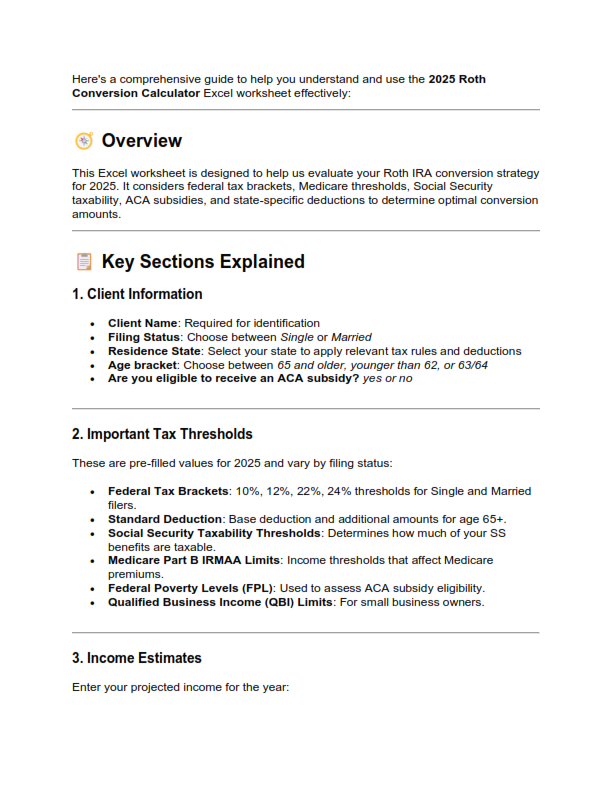 Here's a comprehensive guide to help you understand and use the 2025 Roth
Conversion Calculator Excel worksheet effectively:
Overview
This Excel worksheet is designed to help us evaluate your Roth IRA conversion strategy
for 2025. It considers federal tax brackets, Medicare thresholds, Social Security
taxability, ACA subsidies, and state-specific deductions to determine optimal conversion
amounts.
Key Sections Explained
1. Client Information
• Client Name: Required for identification
• Filing Status: Choose between Single or Married
• Residence State: Select your state to apply relevant tax rules and deductions
• Age bracket: Choose between 65 and older, younger than 62, or 63/64
• Are you eligible to receive an ACA subsidy? yes or no
2. Important Tax Thresholds
These are pre-filled values for 2025 and vary by filing status:
• Federal Tax Brackets: 10%, 12%, 22%, 24% thresholds for Single and Married
filers.
• Standard Deduction: Base deduction and additional amounts for age 65+.
• Social Security Taxability Thresholds: Determines how much of your SS
benefits are taxable.
• Medicare Part B IRMAA Limits: Income thresholds that affect Medicare
premiums.
• Federal Poverty Levels (FPL): Used to assess ACA subsidy eligibility.
• Qualified Business Income (QBI) Limits: For small business owners.
3. Income Estimates
Enter your projected income for the year: